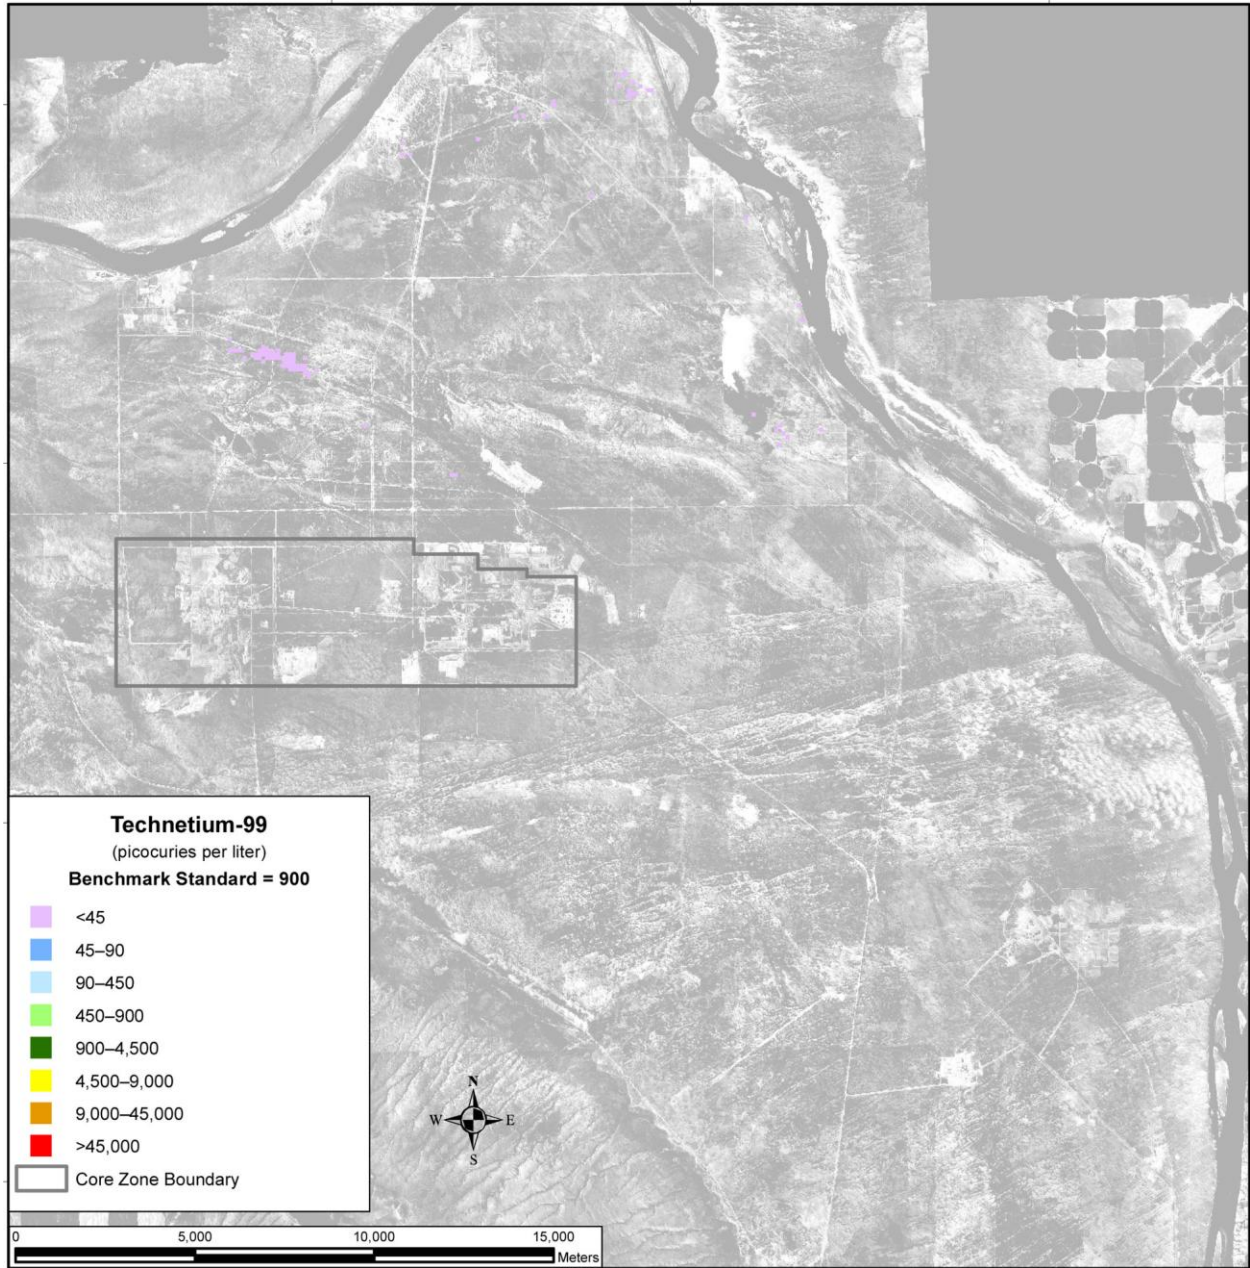 Technetium-99
(picocuries per liter)
Benchmark Standard = 900
<45
45–90
90–450
450–900
900–4,500
4,500–9,000
9,000–45,000
>45,000
Core Zone Boundary
N
W E
S
0 5,000 10,000 15,000
Meters